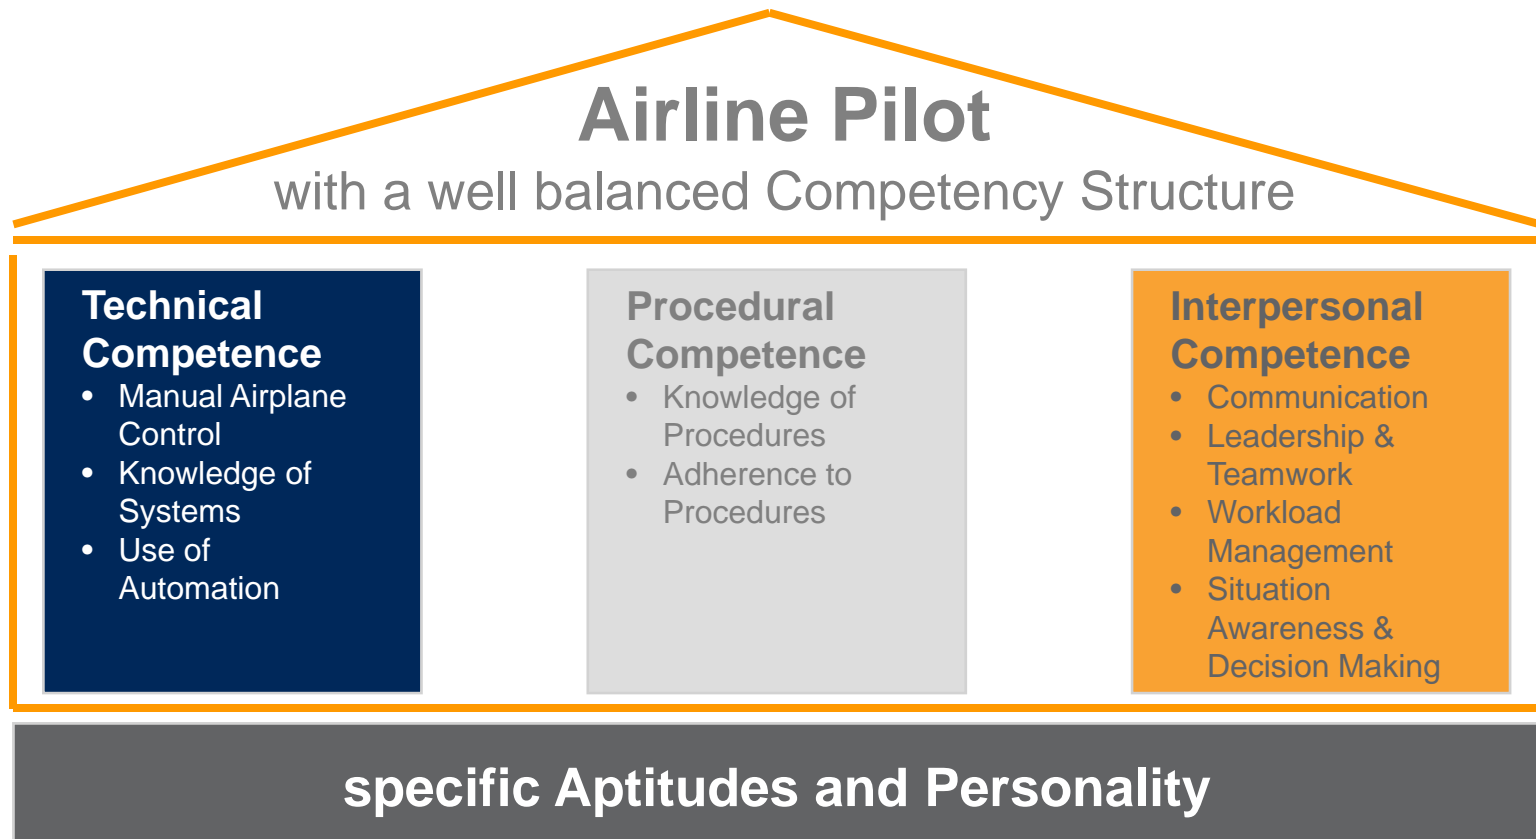 Airline Pilot
with a well balanced Competency Structure
Technical
Competence
• Manual Airplane
Control
• Knowledge of
Systems
• Use of
Automation
Procedural
Competence
• Knowledge of
Procedures
• Adherence to
Procedures
Interpersonal
Competence
• Communication
• Leadership &
Teamwork
• Workload
Management
• Situation
Awareness &
Decision Making
specific Aptitudes and Personality